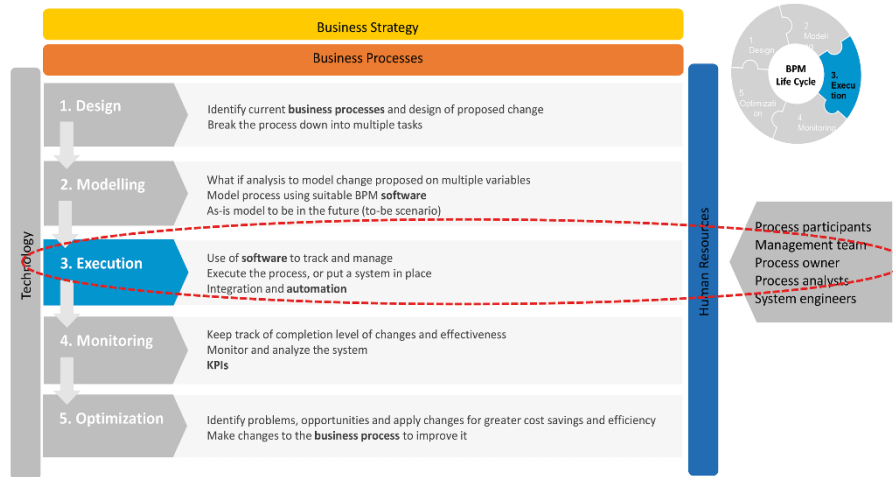 Business Strategy
Business Processes
Technology
1. Design
Identify current business processes and design of proposed change
Break the process down into multiple tasks
2. Modelling
What if analysis to model change proposed on multiple variables
Model process using suitable BPM software
As-is model to be in the future (to-be scenario)
3. Execution
Use of software to track and manage
Execute the process, or put a system in place
Integration and automation
4. Monitoring
Keep track of completion level of changes and effectiveness
Monitor and analyze the system
KPIs
5. Optimization
Identify problems, opportunities and apply changes for greater cost savings and efficiency
Make changes to the business process to improve it
Human Resources
BPM
Life Cycle
1.
Design
2.
Modeli
3.
Execu
tion
4.
Monitoring
5.
Optimizati
on
Process participants
Management team
Process owner
Process analysts
System engineers